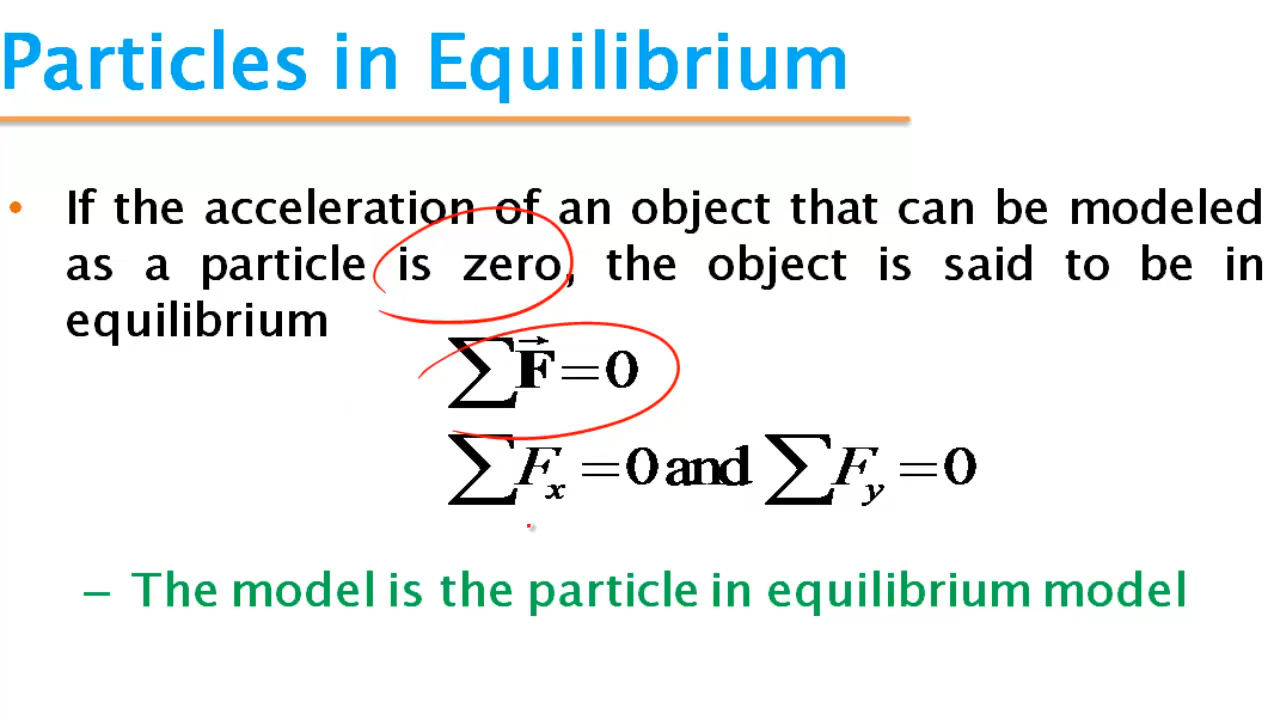 Particles in Equilibrium
• If the acceleration of an object that can be modeled
as a particle is zero, the object is said to be in
equilibrium
∑F⃗=0
∑Fₓ=0 and ∑Fᵧ=0
– The model is the particle in equilibrium model